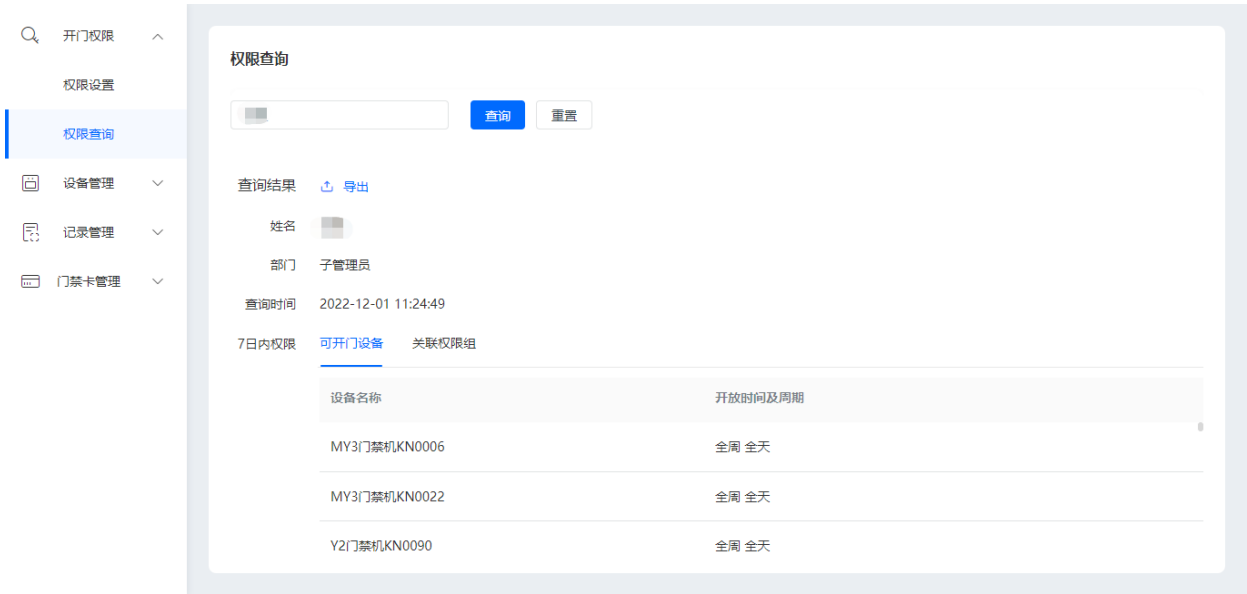 开门权限
权限设置
权限查询
设备管理
记录管理
门禁卡管理
权限查询
查询 重置
查询结果 导出
姓名
部门 子管理员
查询时间 2022-12-01 11:24:49
7日内权限 可开门设备 关联权限组
设备名称 开放时间及周期
MY3门禁机KN0006 全周 全天
MY3门禁机KN0022 全周 全天
Y2门禁机KN0090 全周 全天